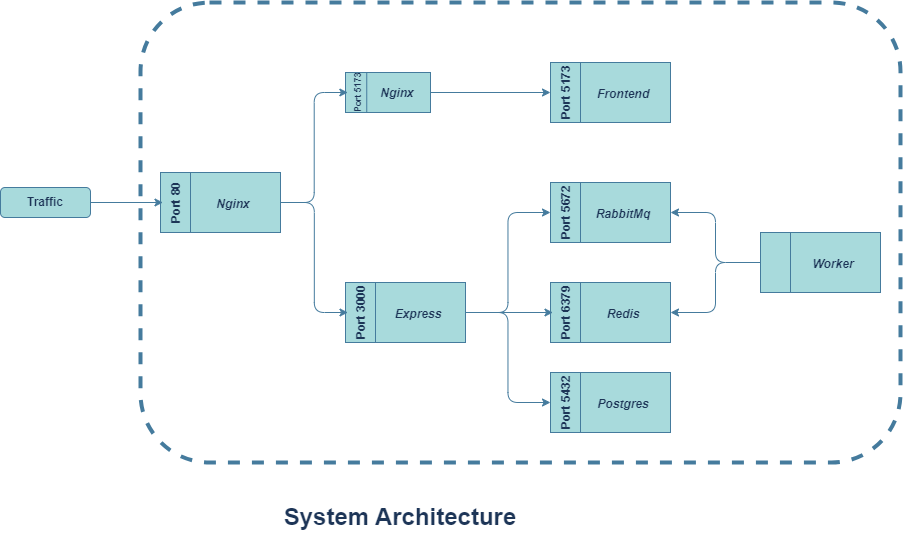 Port 5173
Nginx
Port 5173
Frontend
Traffic
Port 80
Nginx
Port 5672
RabbitMq
Worker
Port 3000
Express
Port 6379
Redis
Port 5432
Postgres
System Architecture